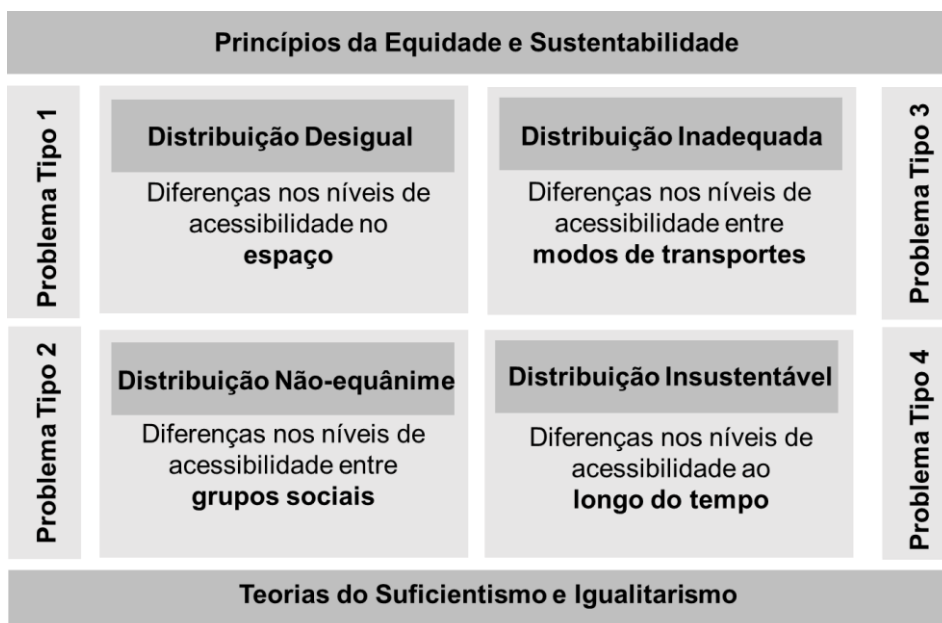 Princípios da Equidade e Sustentabilidade
Problema Tipo 1
Distribuição Desigual
Diferenças nos níveis de
acessibilidade no
espaço
Distribuição Inadequada
Diferenças nos níveis de
acessibilidade entre
modos de transportes
Problema Tipo 3
Problema Tipo 2
Distribuição Não-equânime
Diferenças nos níveis de
acessibilidade entre
grupos sociais
Distribuição Insustentável
Diferenças nos níveis de
acessibilidade ao
longo do tempo
Problema Tipo 4
Teorias do Suficientismo e Igualitarismo